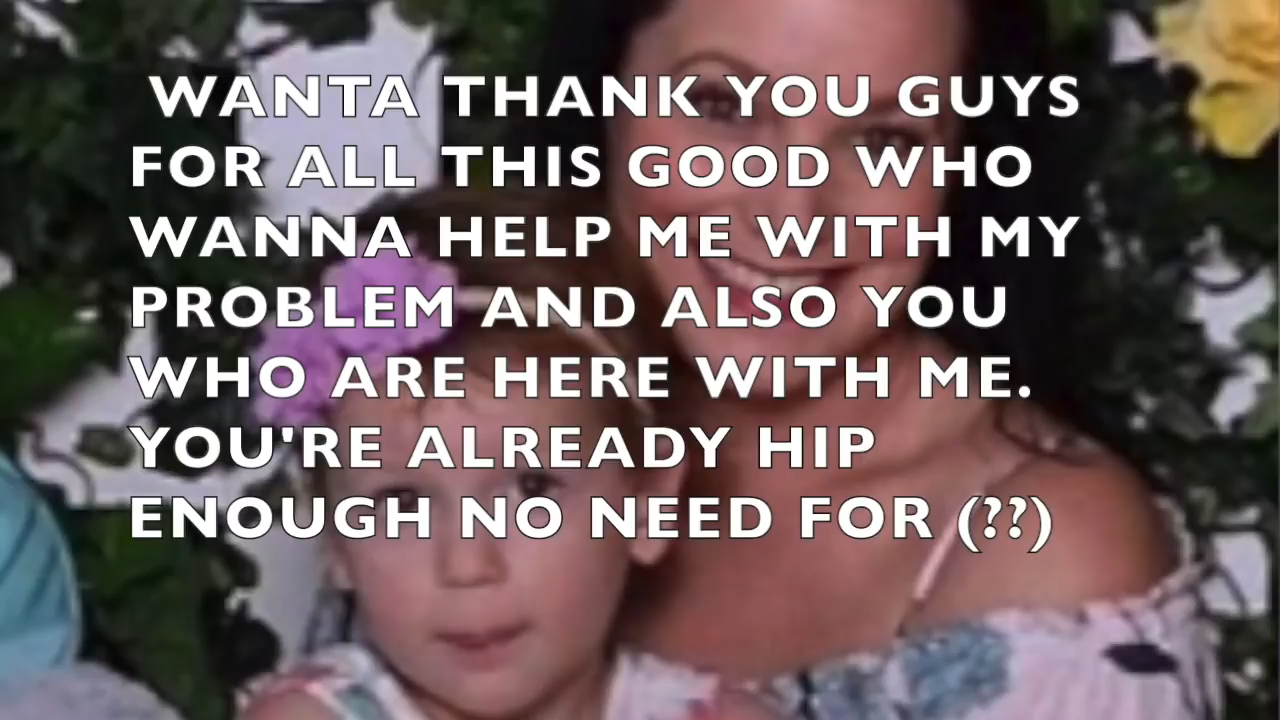 WANTA THANK YOU GUYS
FOR ALL THIS GOOD WHO
WANNA HELP ME WITH MY
PROBLEM AND ALSO YOU
WHO ARE HERE WITH ME.
YOU'RE ALREADY HIP
ENOUGH NO NEED FOR (??)